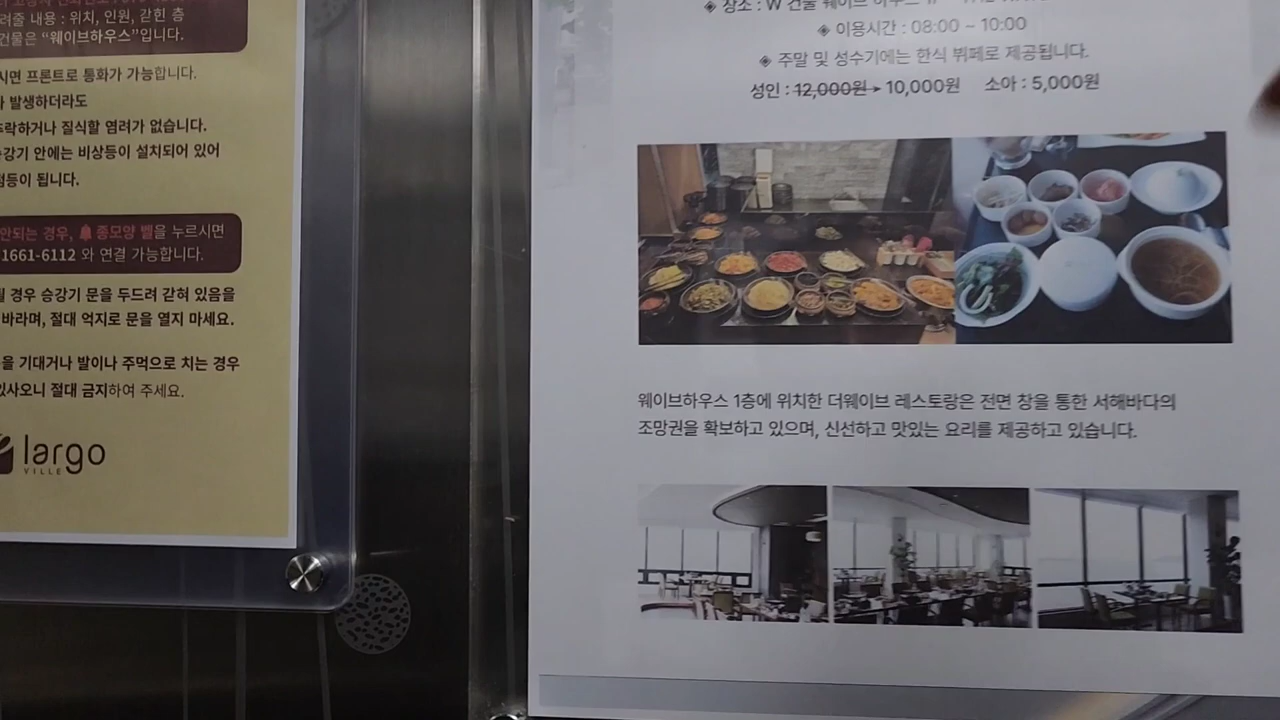 려줄 내용 : 위치, 인원, 갇힌 층
건물은 “웨이브하우스”입니다.
시면 프론트로 통화가 가능합니다.
발생하더라도
추락하거나 질식할 염려가 없습니다.
승강기 안에는 비상등이 설치되어 있어
점등이 됩니다.
안되는 경우, 종모양 벨을 누르시면
1661-6112 와 연결 가능합니다.
될 경우 승강기 문을 두드려 갇혀 있음을
바라며, 절대 억지로 문을 열지 마세요.
을 기대거나 발이나 주먹으로 치는 경우
있사오니 절대 금지하여 주세요.
largo
VILLE
◈ 장소 : W 건물 웨이브 하우스 1F
◈ 이용시간 : 08:00 ~ 10:00
◈ 주말 및 성수기에는 한식 뷔페로 제공됩니다.
성인 : 12,000원 → 10,000원 소아 : 5,000원
웨이브하우스 1층에 위치한 더웨이브 레스토랑은 전면 창을 통한 서해바다의
조망권을 확보하고 있으며, 신선하고 맛있는 요리를 제공하고 있습니다.